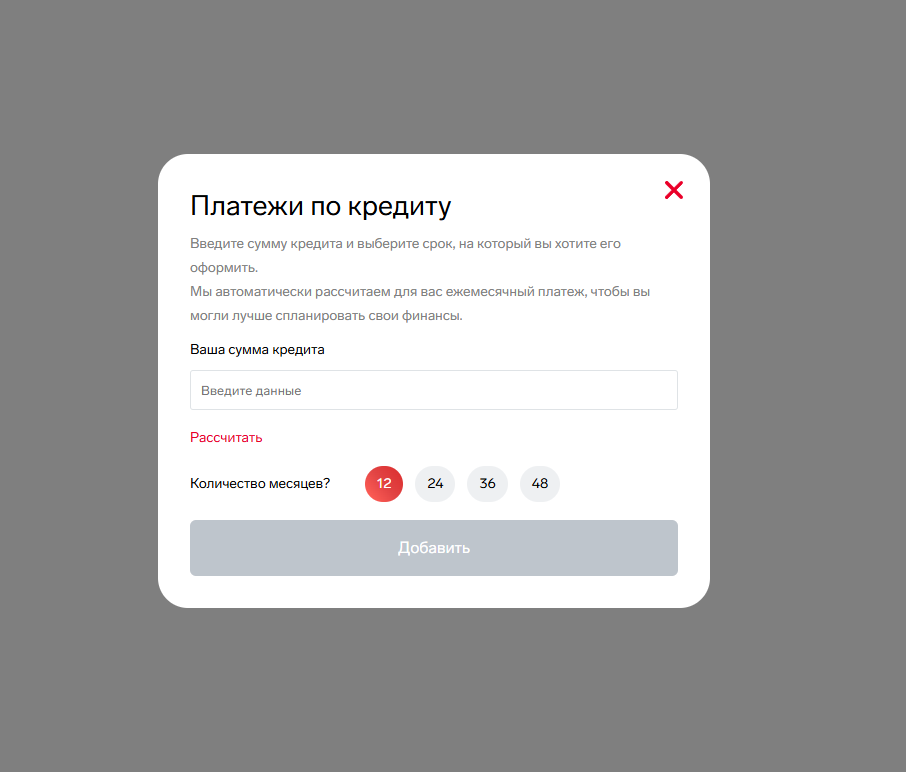 Платежи по кредиту
Введите сумму кредита и выберите срок, на который вы хотите его
оформить.
Мы автоматически рассчитаем для вас ежемесячный платеж, чтобы вы
могли лучше спланировать свои финансы.
Ваша сумма кредита
Введите данные
Рассчитать
Количество месяцев? 12 24 36 48
Добавить